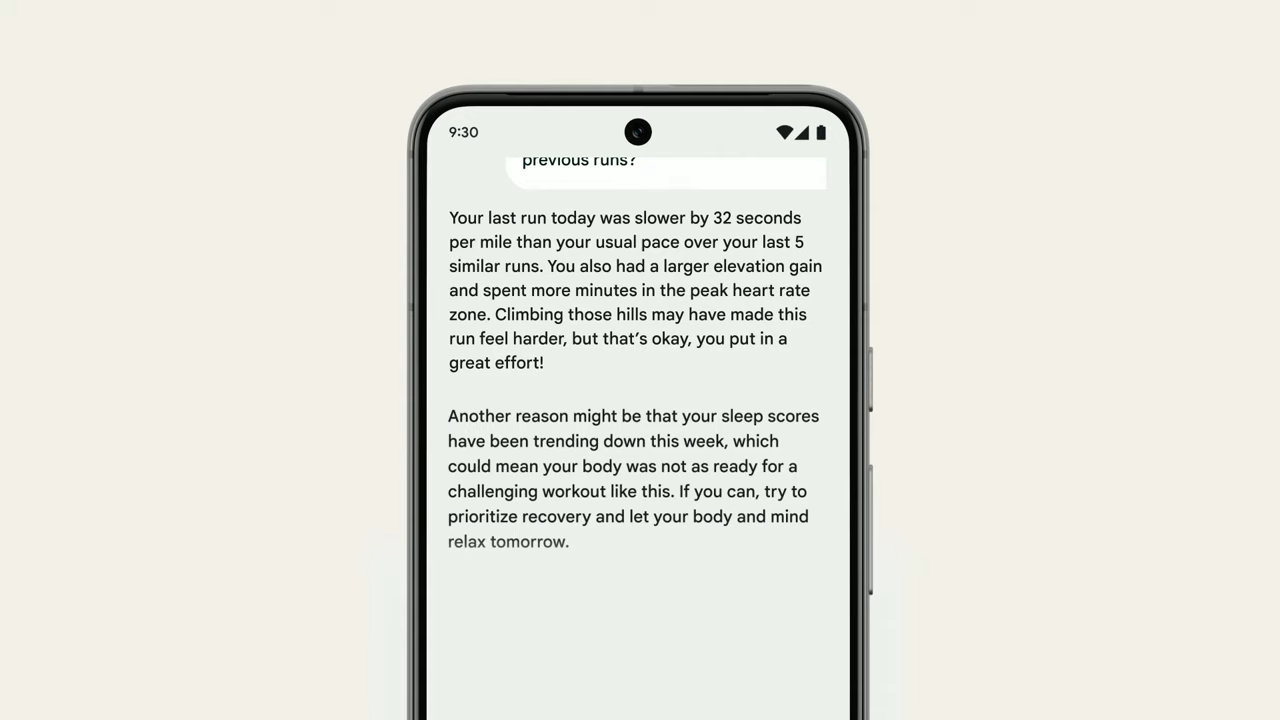 9:30
previous runs?
Your last run today was slower by 32 seconds
per mile than your usual pace over your last 5
similar runs. You also had a larger elevation gain
and spent more minutes in the peak heart rate
zone. Climbing those hills may have made this
run feel harder, but that’s okay, you put in a
great effort!
Another reason might be that your sleep scores
have been trending down this week, which
could mean your body was not as ready for a
challenging workout like this. If you can, try to
prioritize recovery and let your body and mind
relax tomorrow.